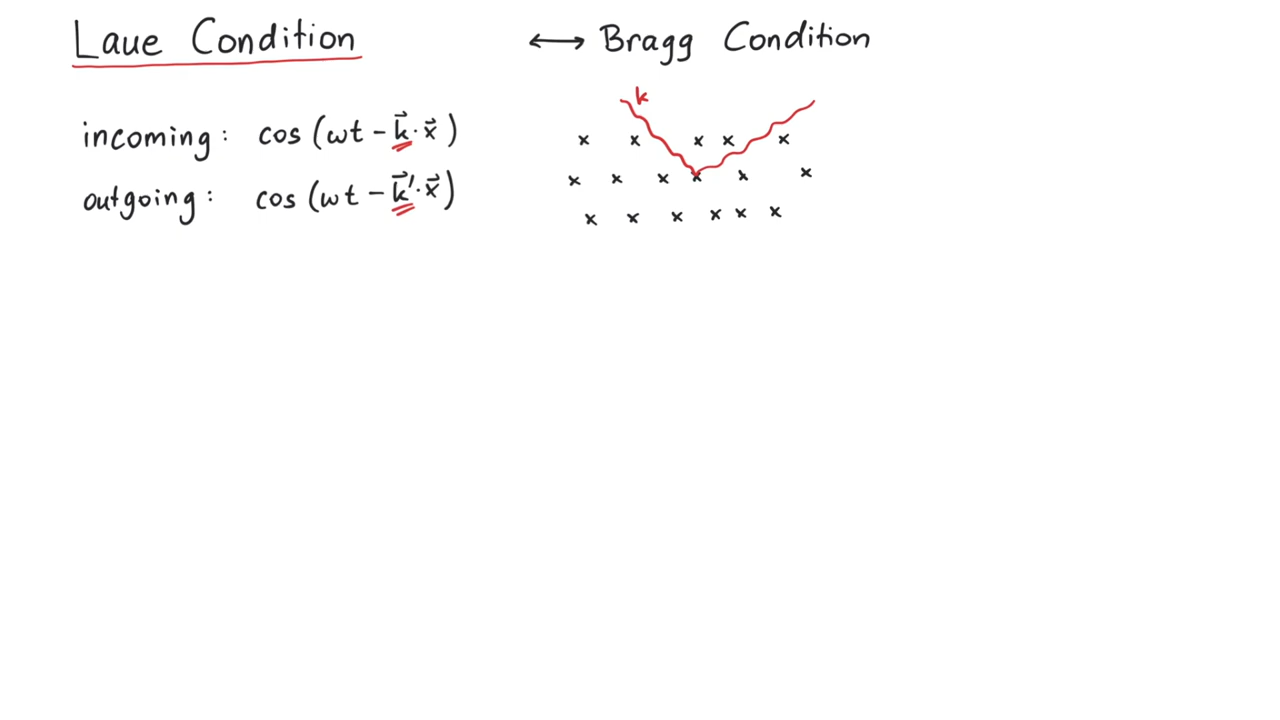 Laue Condition ⟷ Bragg Condition
k
incoming: cos (ωt - k⃗·x⃗)
outgoing: cos (ωt - k⃗'·x⃗)